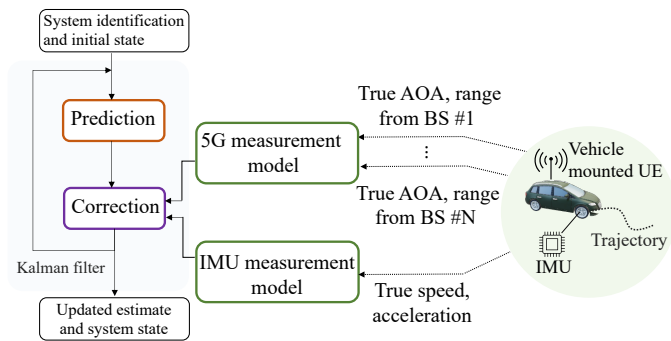 System identification
and initial state
Prediction
Correction
Kalman filter
Updated estimate
and system state
5G measurement
model
IMU measurement
model
True AOA, range
from BS #1
⋮
True AOA, range
from BS #N
True speed,
acceleration
Vehicle
mounted UE
Trajectory
IMU